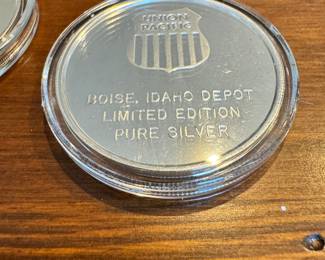 UNION
PACIFIC
BOISE, IDAHO DEPOT
LIMITED EDITION
PURE SILVER